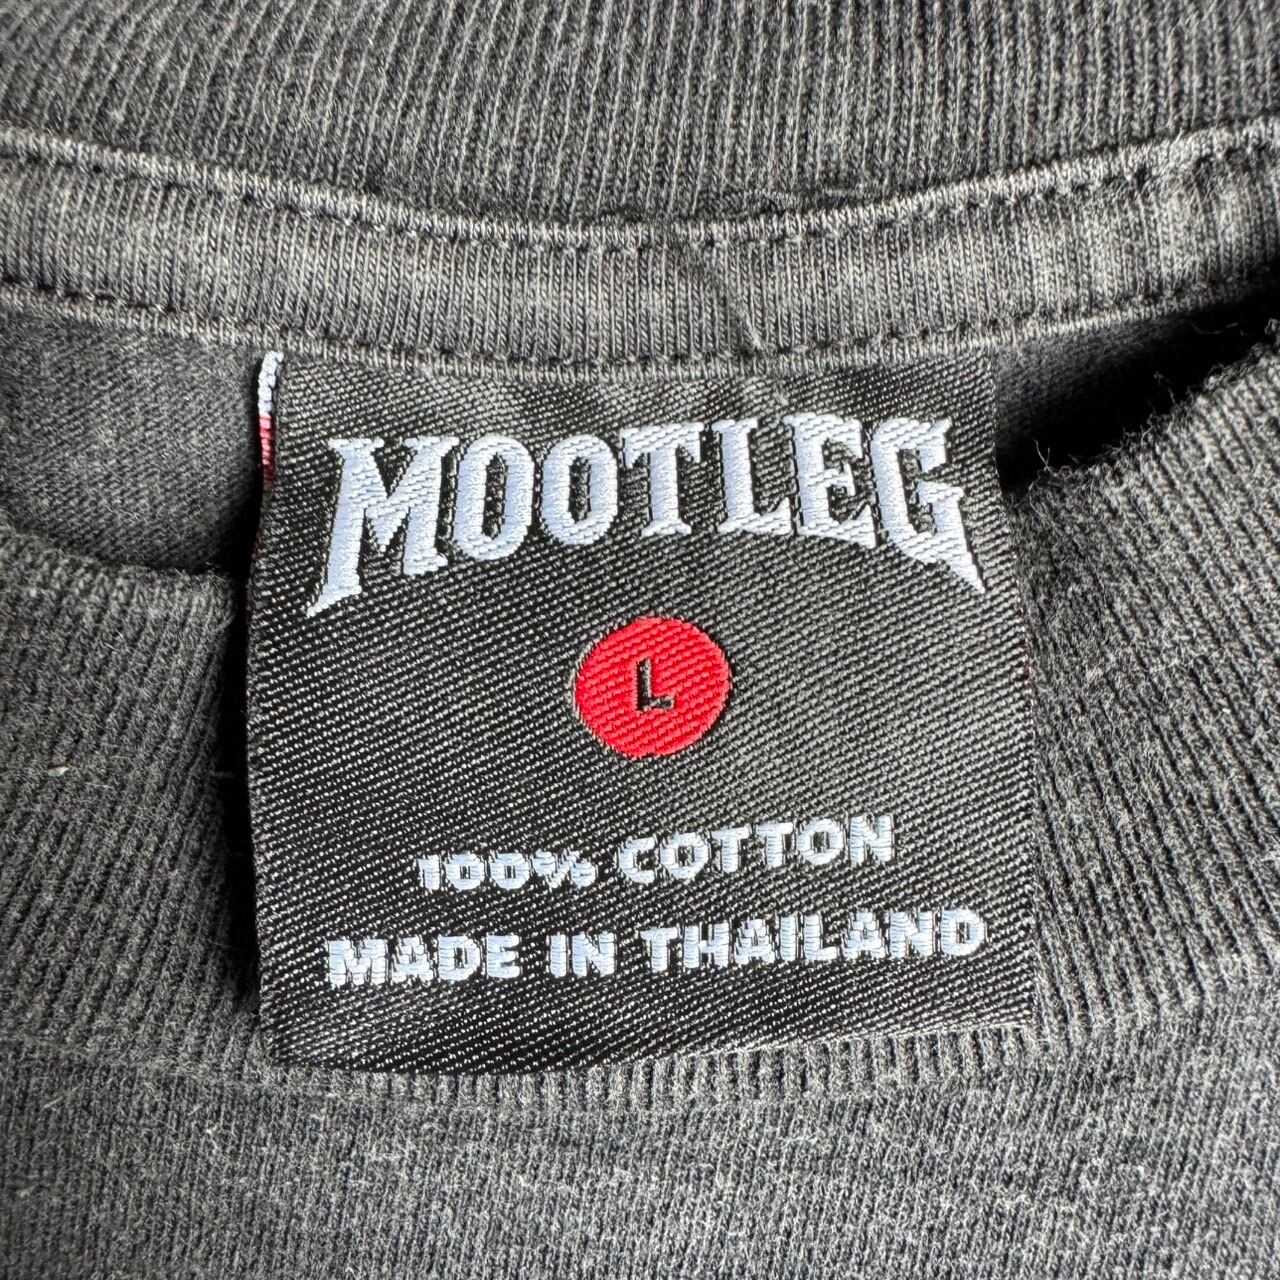 MOOTLEG
L
100% COTTON
MADE IN THAILAND